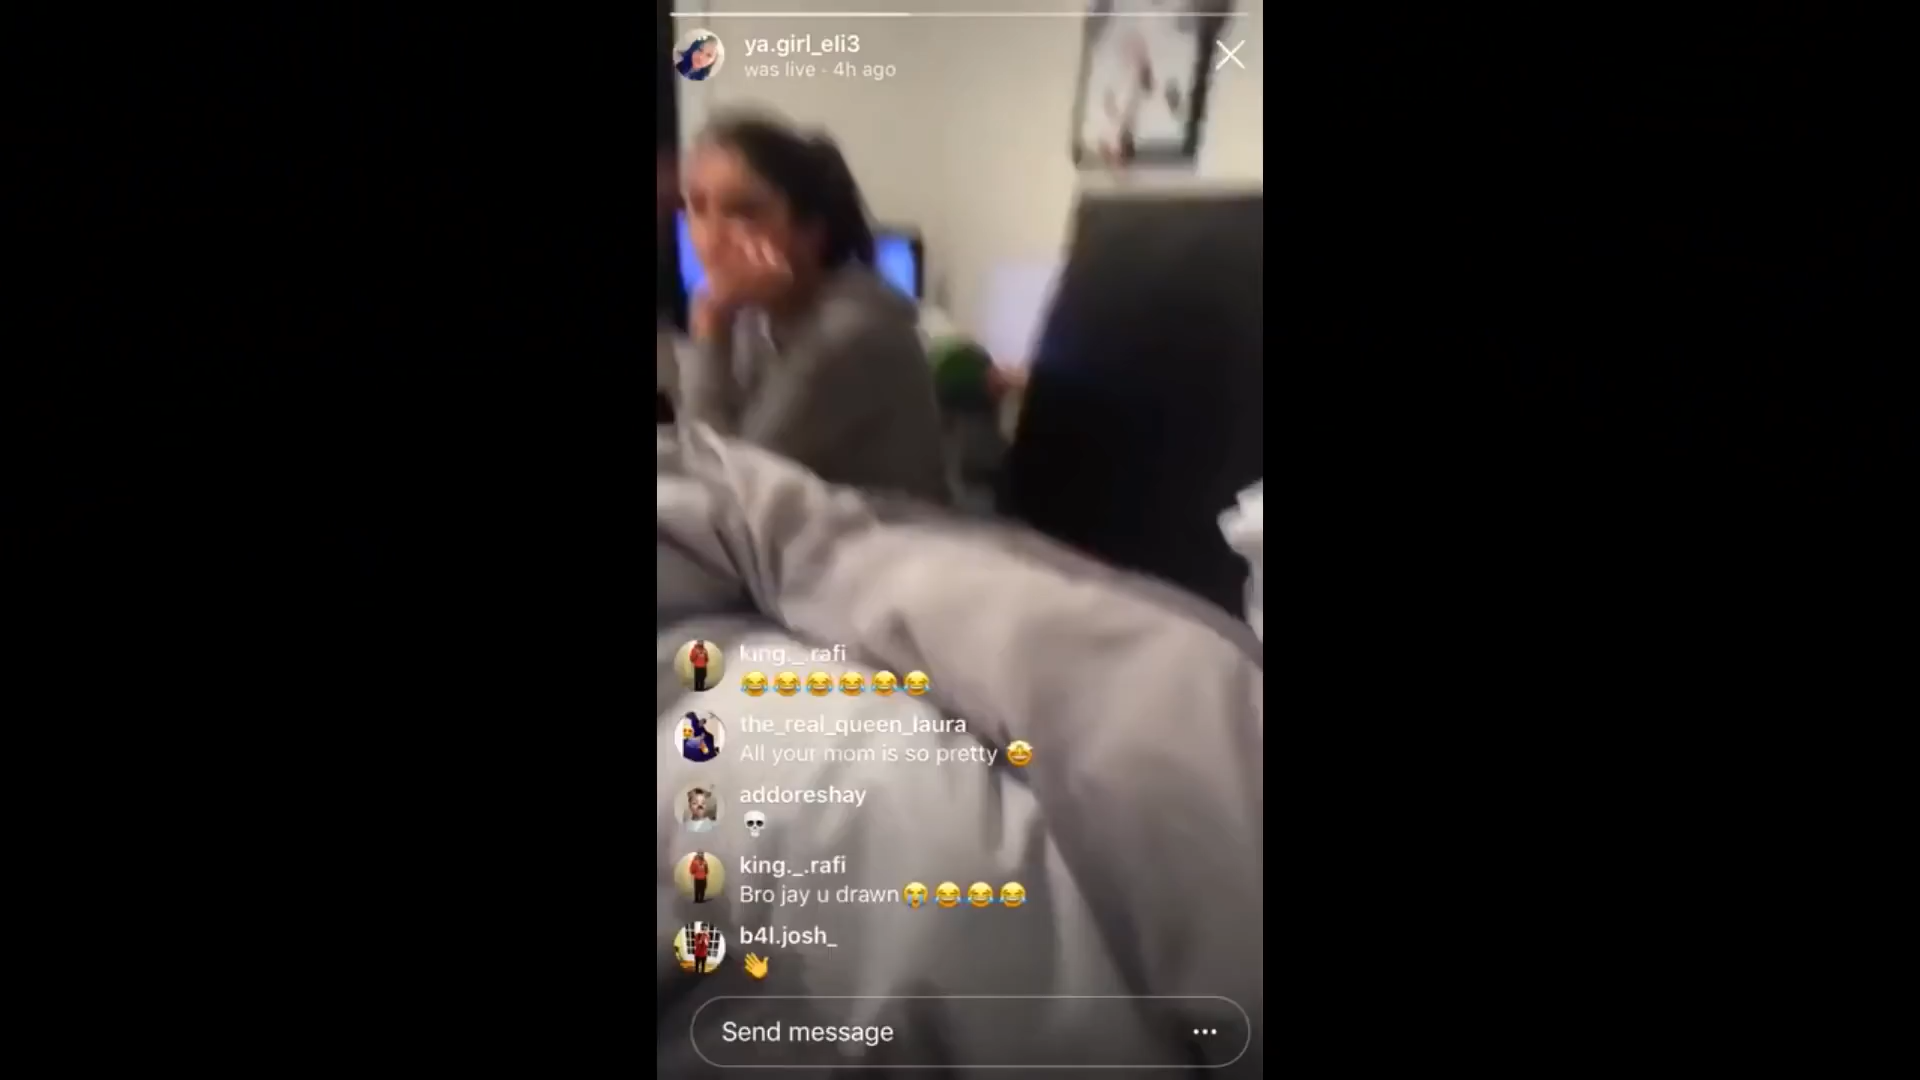 ya.girl_eli3
was live · 4h ago
king._.rafi
😂😂😂😂😂😂
the_real_queen_laura
All your mom is so pretty 🤩
addoreshay
💀
king._.rafi
Bro jay u drawn😭😂😂😂
b4l.josh_
👋
Send message